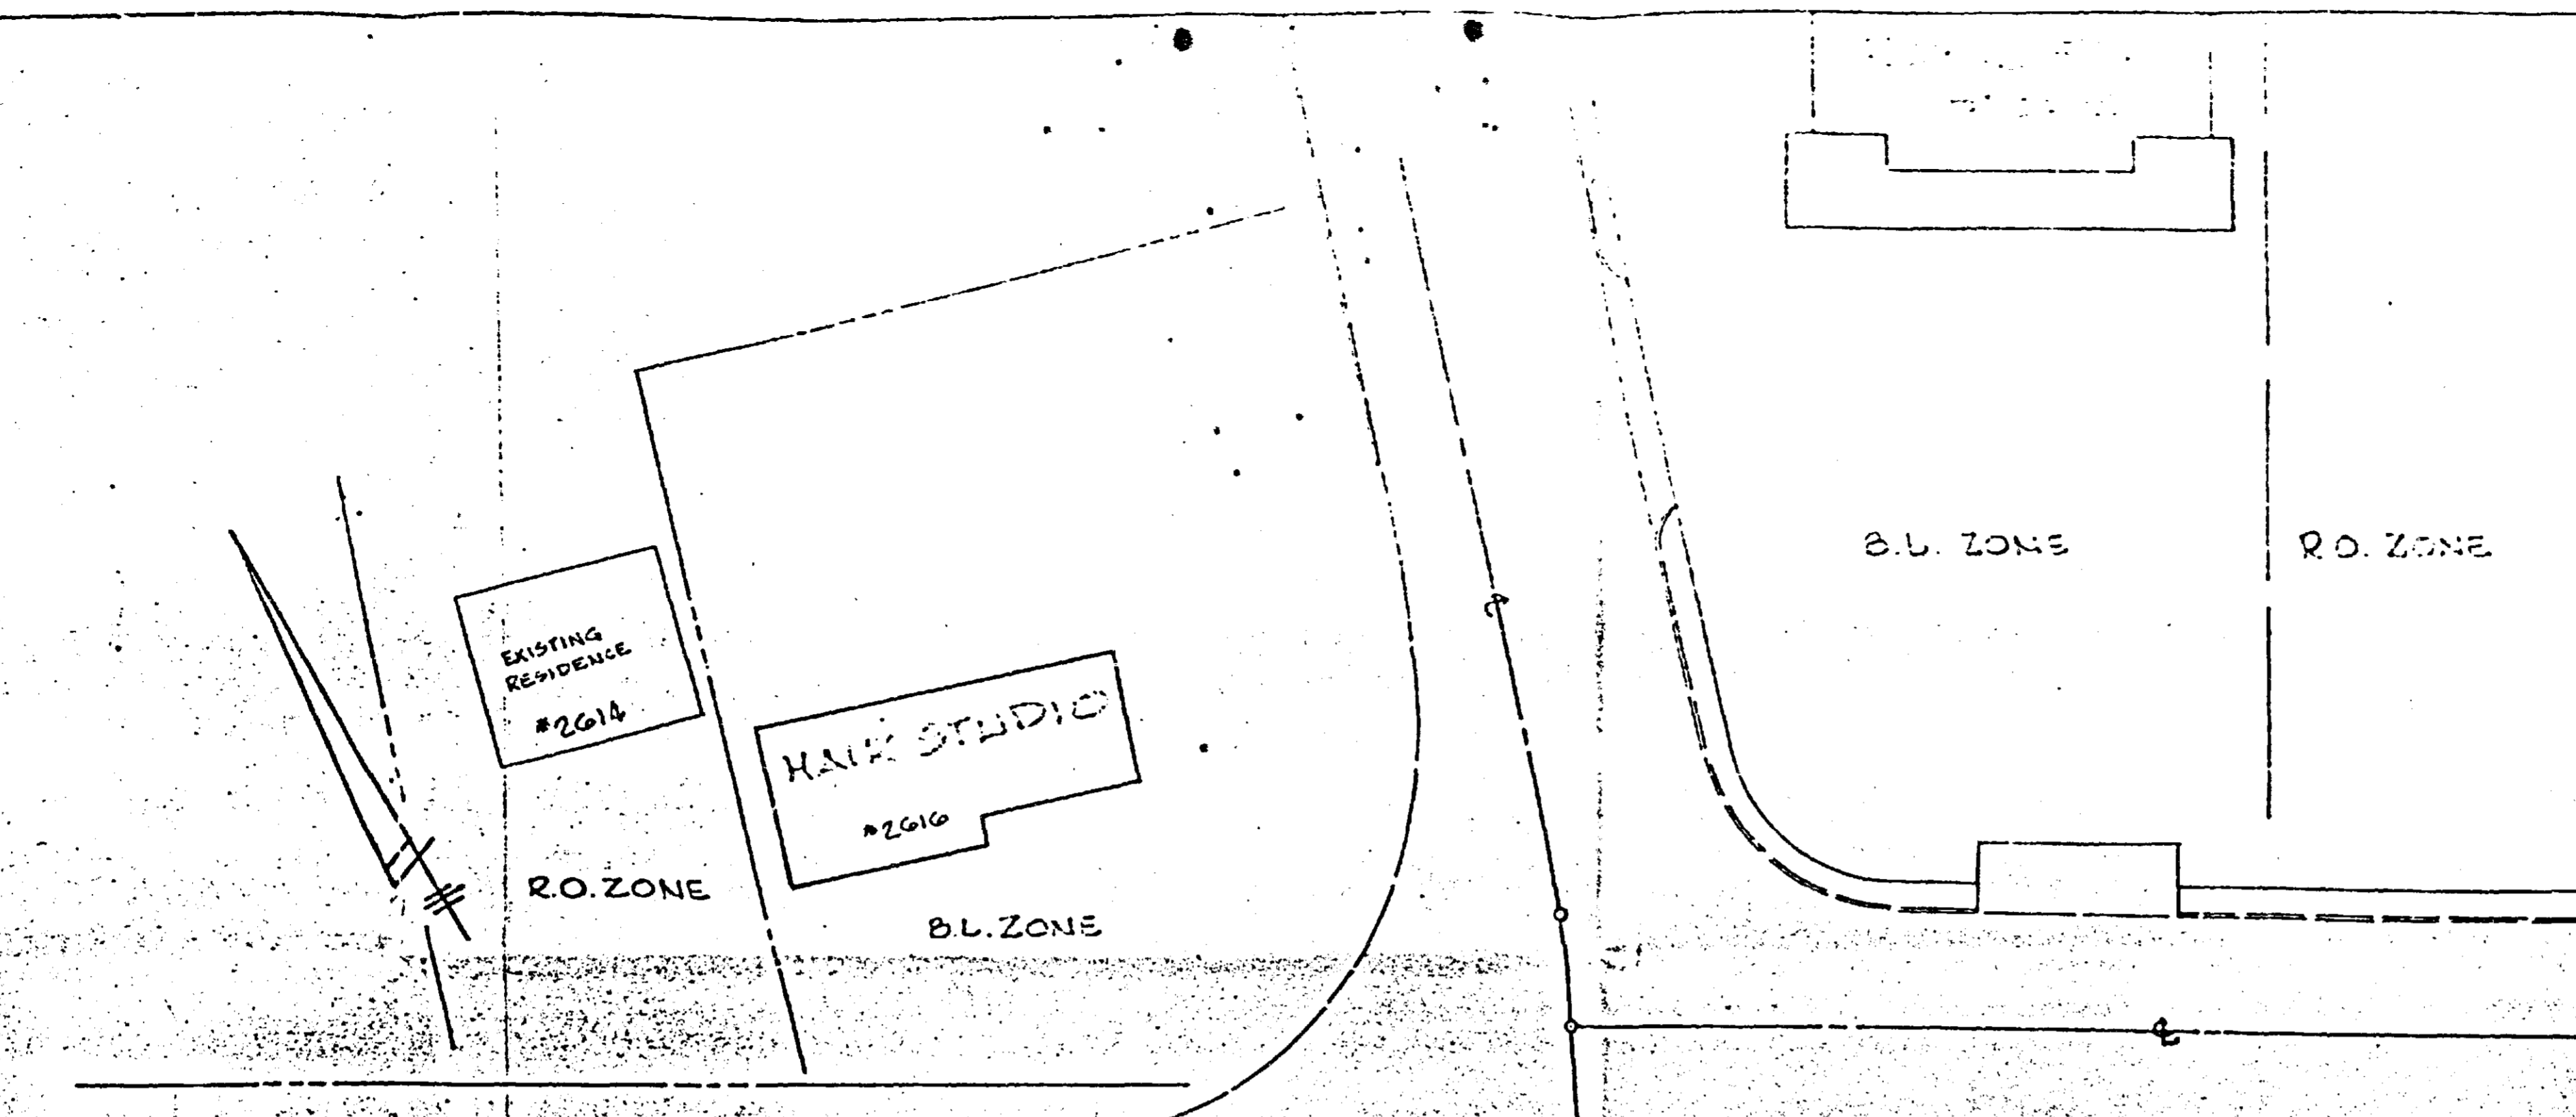 B.L. ZONE
R.O. ZONE
EXISTING
RESIDENCE
#2614
HAIR STUDIO
#2616
R.O. ZONE
B.L. ZONE